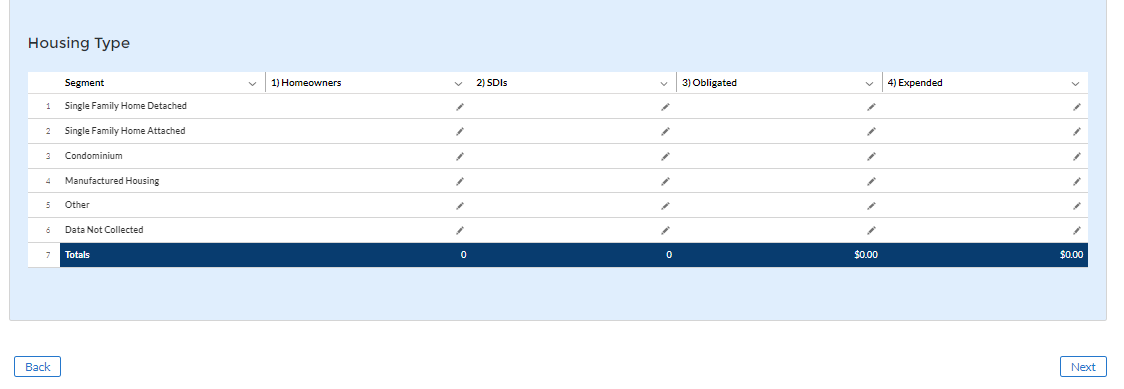 Housing Type
Segment 1) Homeowners 2) SDIs 3) Obligated 4) Expended
1 Single Family Home Detached
2 Single Family Home Attached
3 Condominium
4 Manufactured Housing
5 Other
6 Data Not Collected
7 Totals 0 0 $0.00 $0.00
Back Next